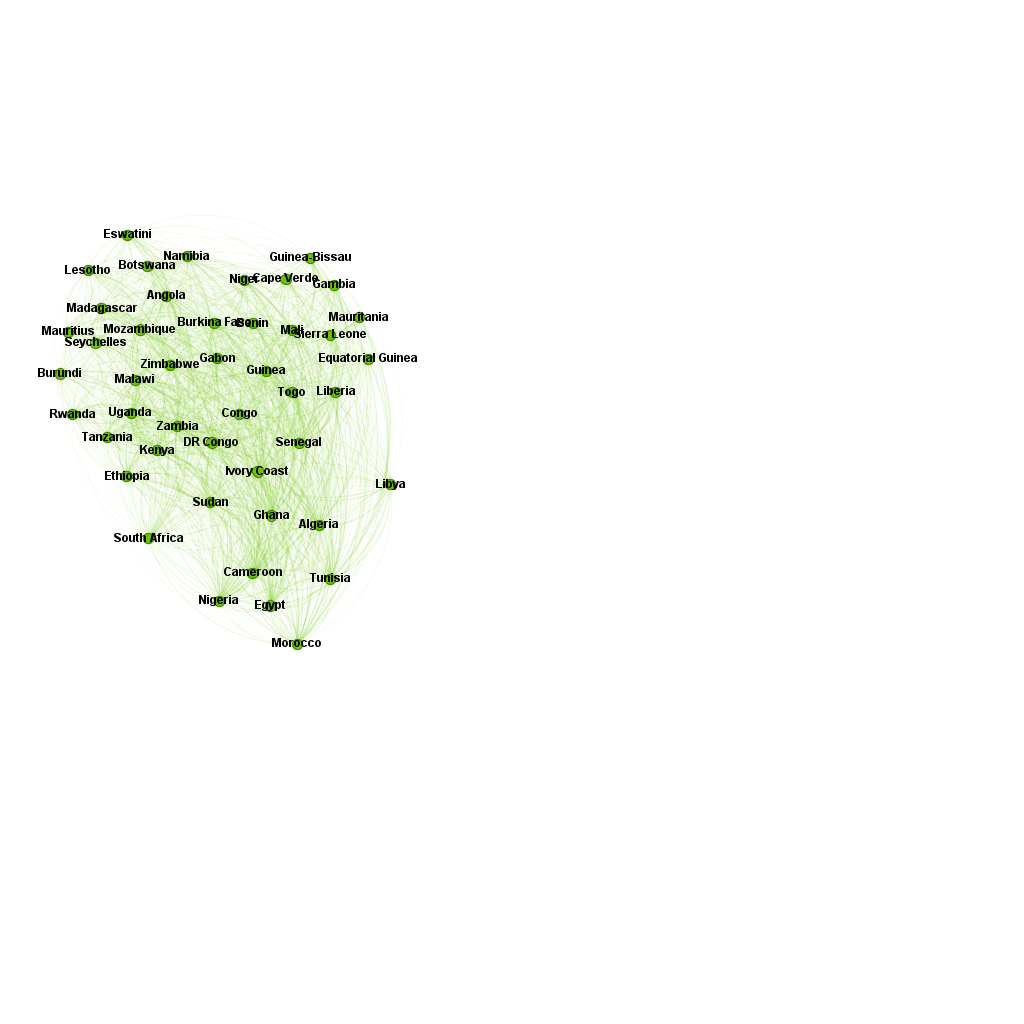 Eswatini
Namibia
Guinea-Bissau
Botswana
Lesotho
Niger
Cape Verde
Gambia
Angola
Madagascar
Mauritania
Burkina Faso
Benin
Mauritius
Mozambique
Mali
Sierra Leone
Seychelles
Gabon
Equatorial Guinea
Zimbabwe
Guinea
Burundi
Malawi
Togo
Liberia
Rwanda
Uganda
Congo
Zambia
Tanzania
DR Congo
Senegal
Kenya
Ivory Coast
Ethiopia
Libya
Sudan
Ghana
Algeria
South Africa
Cameroon
Tunisia
Nigeria
Egypt
Morocco